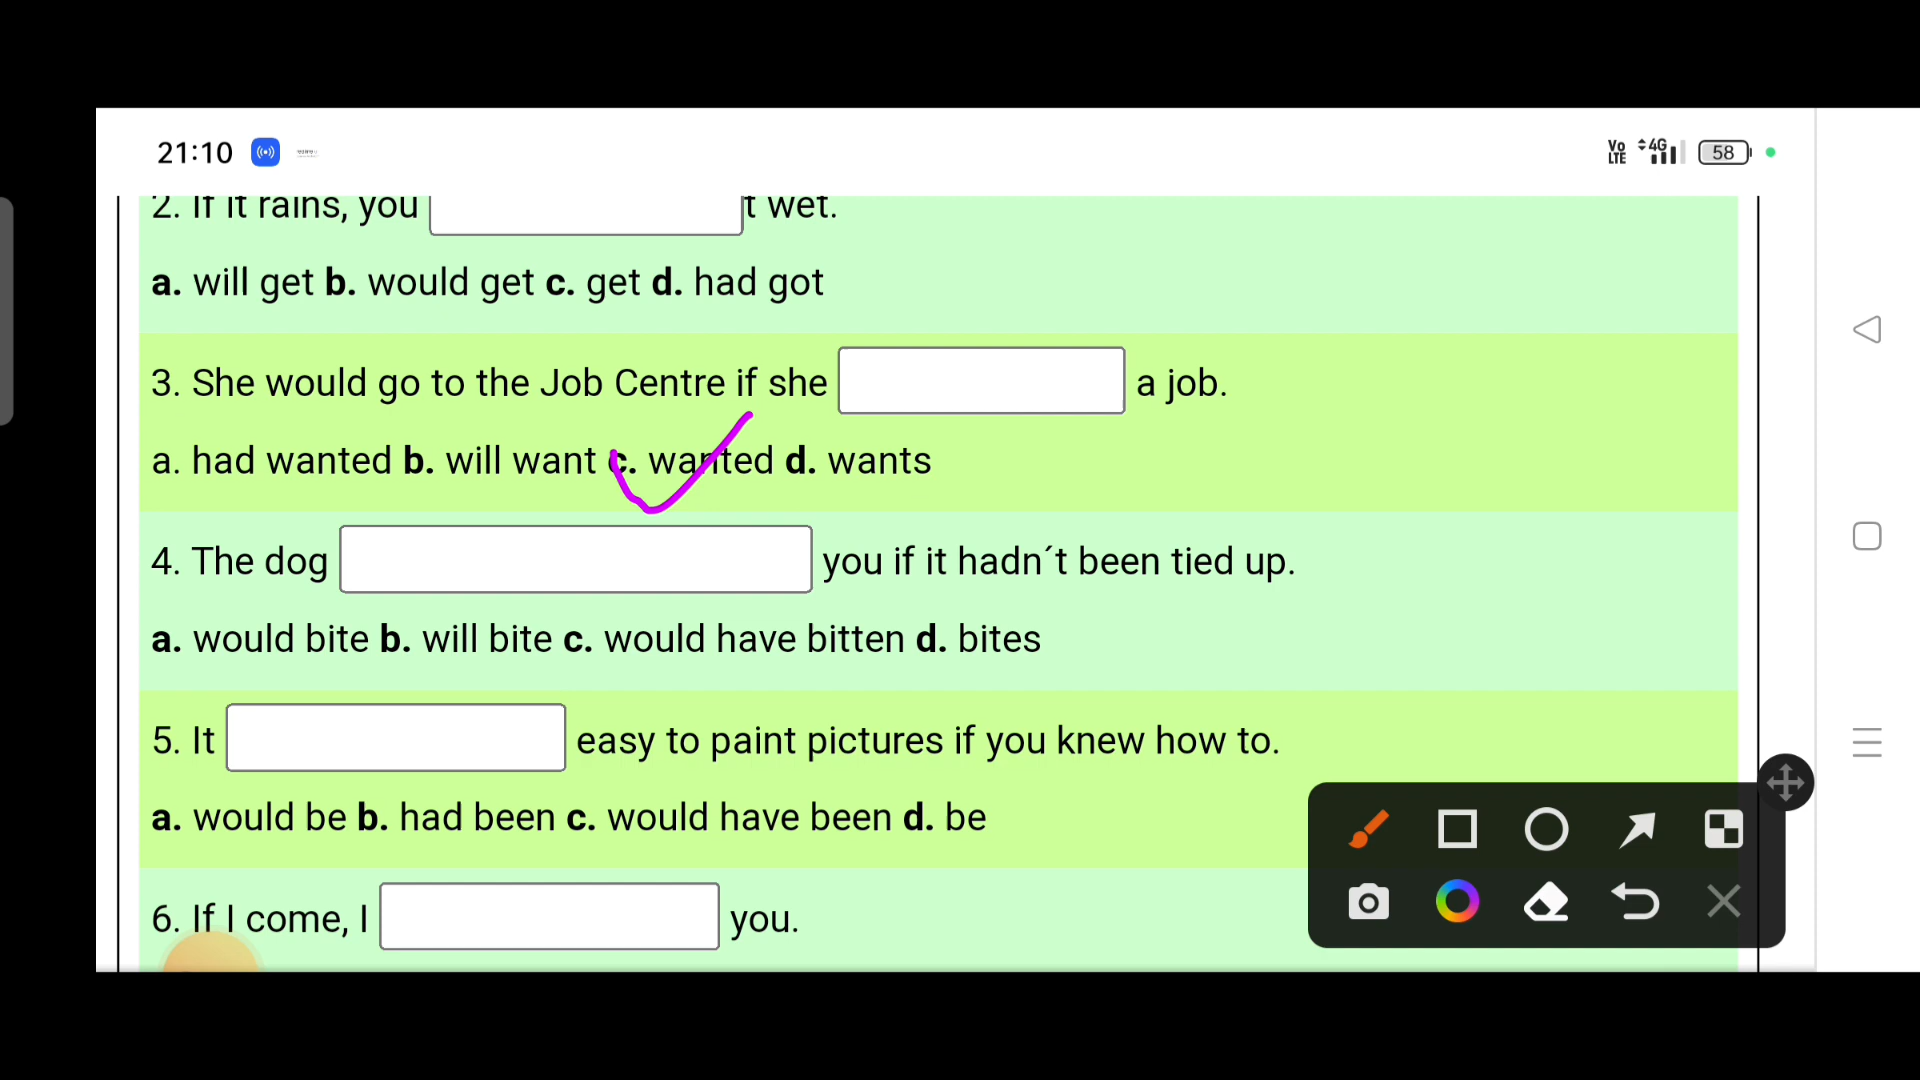 21:10 Vo LTE 4G 58
2. If it rains, you t wet.
a. will get b. would get c. get d. had got
3. She would go to the Job Centre if she a job.
a. had wanted b. will want c. wanted d. wants
4. The dog you if it hadn´t been tied up.
a. would bite b. will bite c. would have bitten d. bites
5. It easy to paint pictures if you knew how to.
a. would be b. had been c. would have been d. be
6. If I come, I you.